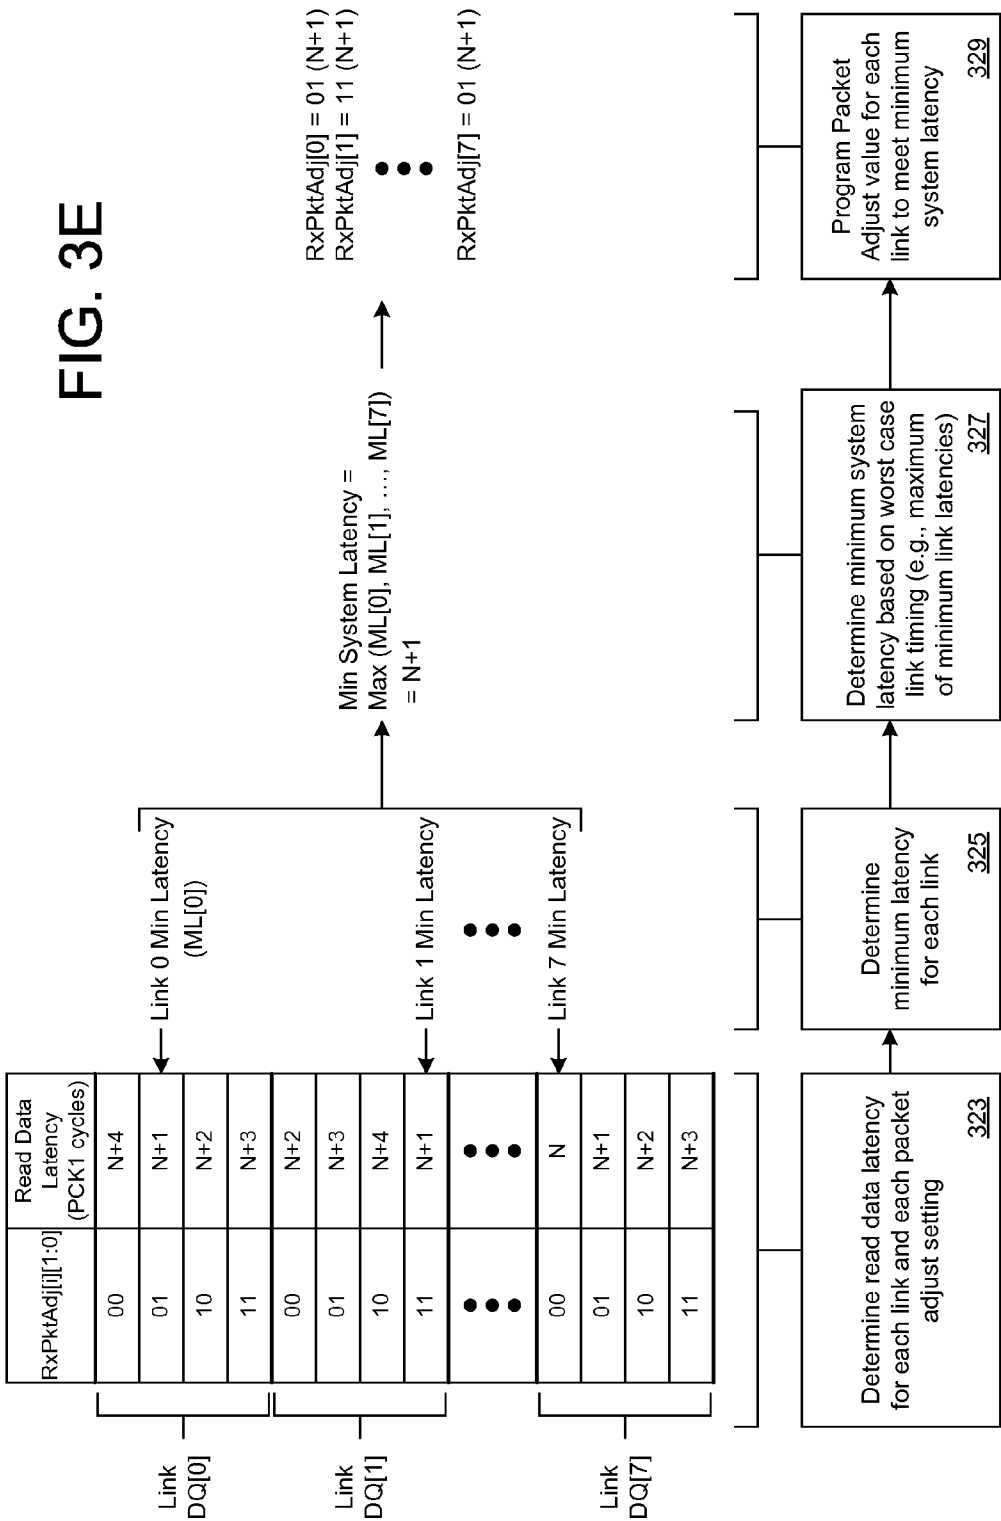 FIG. 3E
RxPktAdj[i][1:0]
Read Data
Latency
(PCK1 cycles)
Link
DQ[0]
00
N+4
01
N+1
10
N+2
11
N+3
Link
DQ[1]
00
N+2
01
N+3
10
N+4
11
N+1
Link
DQ[7]
00
N
01
N+1
10
N+2
11
N+3
Link 0 Min Latency
(ML[0])
Link 1 Min Latency
Link 7 Min Latency
Min System Latency =
Max (ML[0], ML[1], ..., ML[7])
= N+1
RxPktAdj[0] = 01 (N+1)
RxPktAdj[1] = 11 (N+1)
RxPktAdj[7] = 01 (N+1)
Determine read data latency
for each link and each packet
adjust setting
323
Determine
minimum latency
for each link
325
Determine minimum system
latency based on worst case
link timing (e.g., maximum
of minimum link latencies)
327
Program Packet
Adjust value for each
link to meet minimum
system latency
329